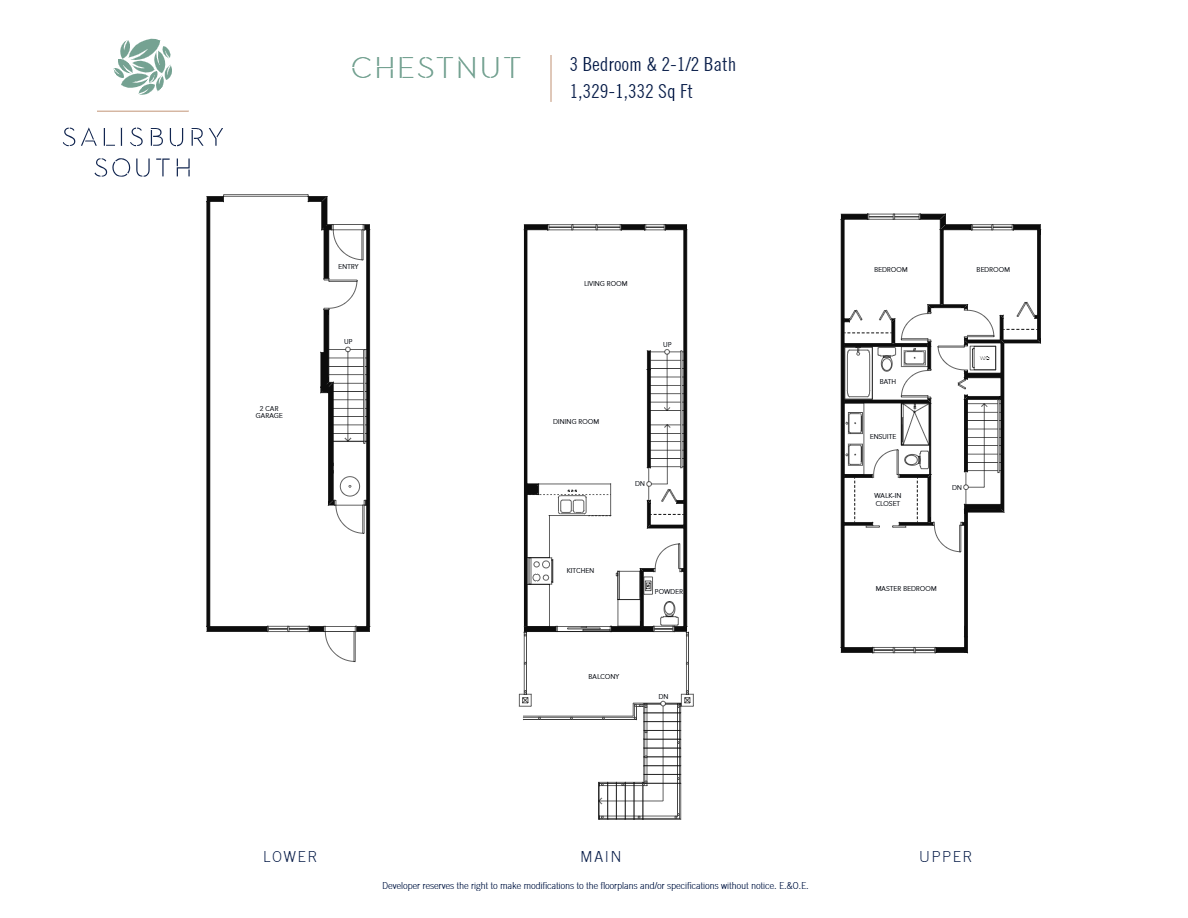 SALISBURY
SOUTH
CHESTNUT
3 Bedroom & 2-1/2 Bath
1,329-1,332 Sq Ft
ENTRY
UP
2 CAR
GARAGE
LOWER
LIVING ROOM
UP
DINING ROOM
DN
KITCHEN
POWDER
BALCONY
DN
MAIN
BEDROOM
BEDROOM
W/D
BATH
ENSUITE
DN
WALK-IN
CLOSET
MASTER BEDROOM
UPPER
Developer reserves the right to make modifications to the floorplans and/or specifications without notice. E.&O.E.